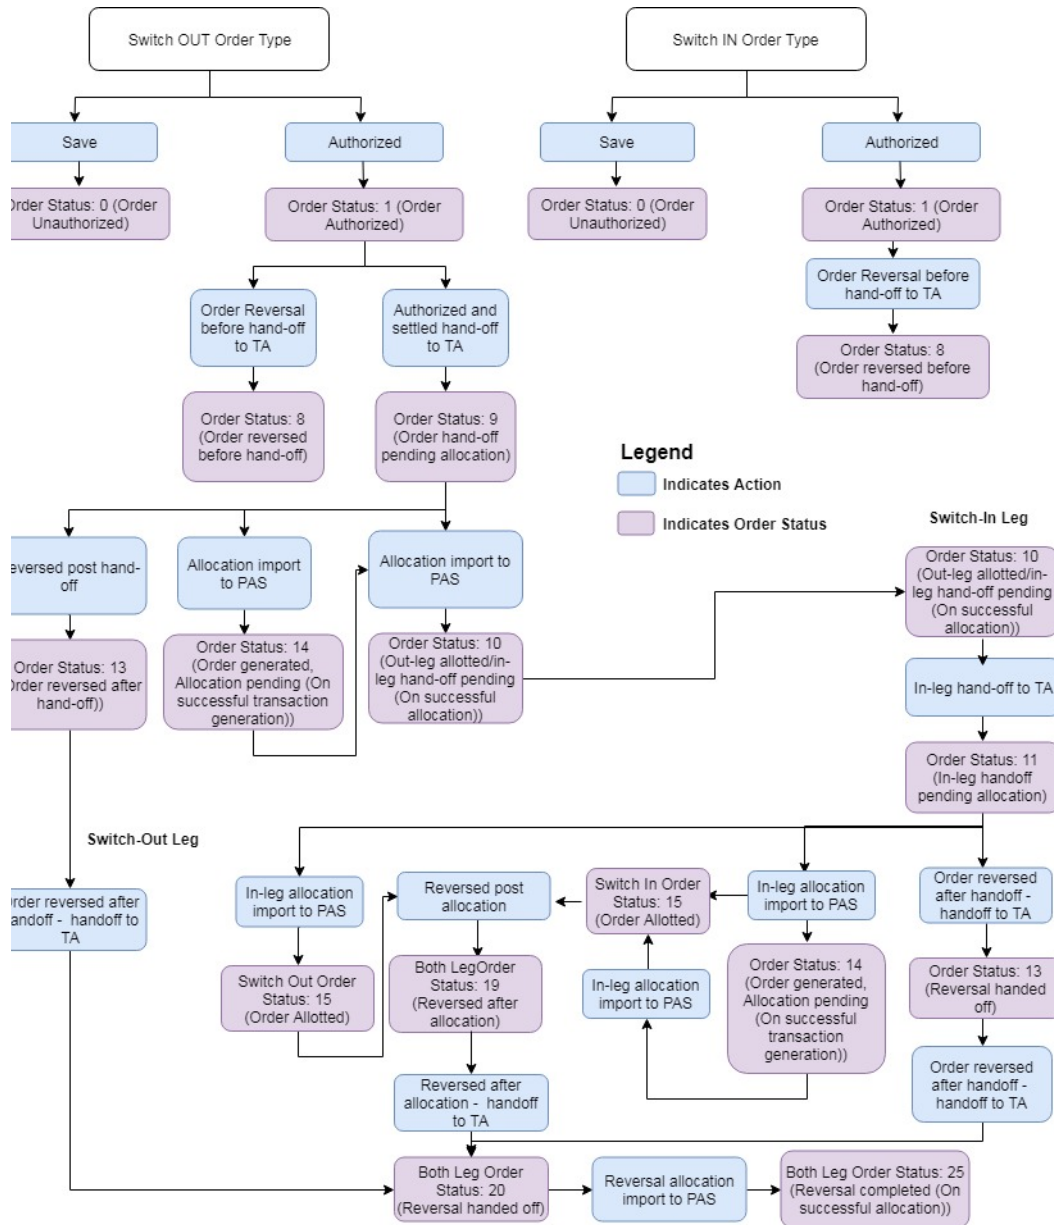 Switch OUT Order Type
Switch IN Order Type
Save
Authorized
Save
Authorized
Order Status: 0 (Order
Unauthorized)
Order Status: 1 (Order
Authorized)
Order Status: 0 (Order
Unauthorized)
Order Status: 1 (Order
Authorized)
Order Reversal
before hand-off
to TA
Authorized and
settled hand-off
to TA
Order Reversal before
hand-off to TA
Order Status: 8
(Order reversed
before hand-off)
Order Status: 9
(Order hand-off
pending allocation)
Order Status: 8
(Order reversed before
hand-off)
Legend
Indicates Action
Indicates Order Status
Switch-In Leg
eversed post hand-
off
Allocation import
to PAS
Allocation import to
PAS
Order Status: 10
(Out-leg allotted/in-
leg hand-off pending
(On successful
allocation))
Order Status: 13
Order reversed after
hand-off))
Order Status: 14
(Order generated,
Allocation pending (On
successful transaction
generation))
Order Status: 10
(Out-leg allotted/in-
leg hand-off pending
(On successful
allocation))
In-leg hand-off to TA
Order Status: 11
(In-leg handoff
pending allocation)
Switch-Out Leg
Order reversed after
handoff - handoff to
TA
In-leg allocation
import to PAS
Reversed post
allocation
Switch In Order
Status: 15
(Order Allotted)
In-leg allocation
import to PAS
Order reversed
after handoff -
handoff to TA
Switch Out Order
Status: 15
(Order Allotted)
Both LegOrder
Status: 19
(Reversed after
allocation)
In-leg allocation
import to PAS
Order Status: 14
(Order generated,
Allocation pending
(On successful
transaction
generation))
Order Status: 13
(Reversal handed
off)
Reversed after
allocation - handoff
to TA
Order reversed
after handoff -
handoff to TA
Both Leg Order
Status: 20
(Reversal handed off)
Reversal allocation
import to PAS
Both Leg Order Status: 25
(Reversal completed (On
successful allocation))